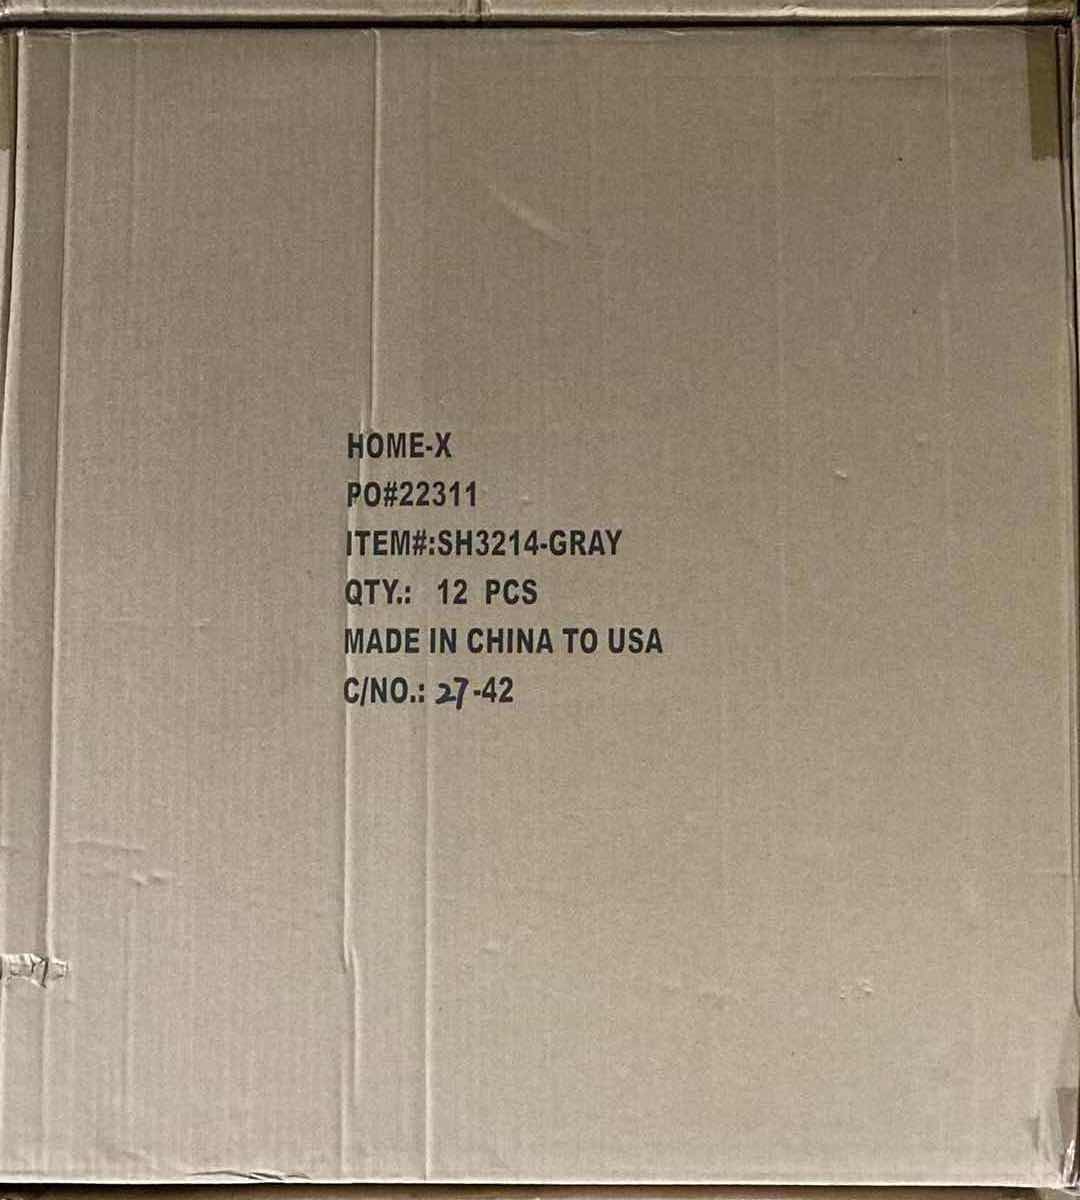 HOME-X
PO#22311
ITEM#:SH3214-GRAY
QTY.: 12 PCS
MADE IN CHINA TO USA
C/NO.: 27-42